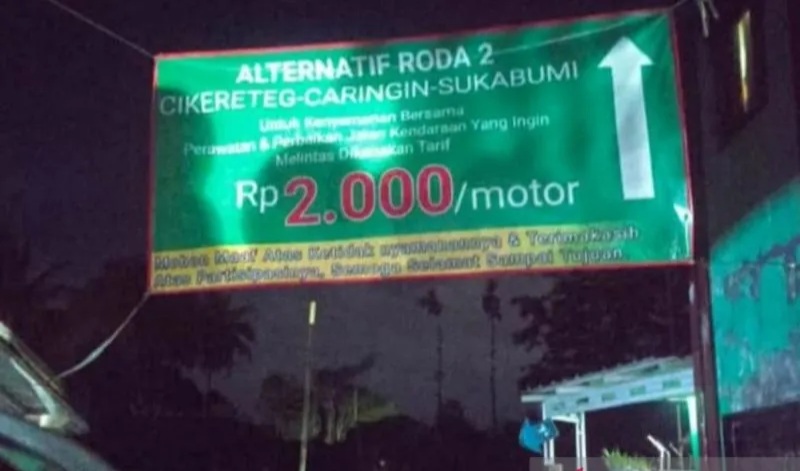 ALTERNATIF RODA 2
CIKERETEG-CARINGIN-SUKABUMI
Untuk Kenyamanan Bersama
Perawatan & Perbaikan Jalan Kendaraan Yang Ingin
Melintas Dikenakan Tarif
Rp 2.000/motor
Mohon Maaf Atas Ketidak nyamanannya & Terimakasih
Atas Partisipasinya, Semoga Selamat Sampai Tujuan